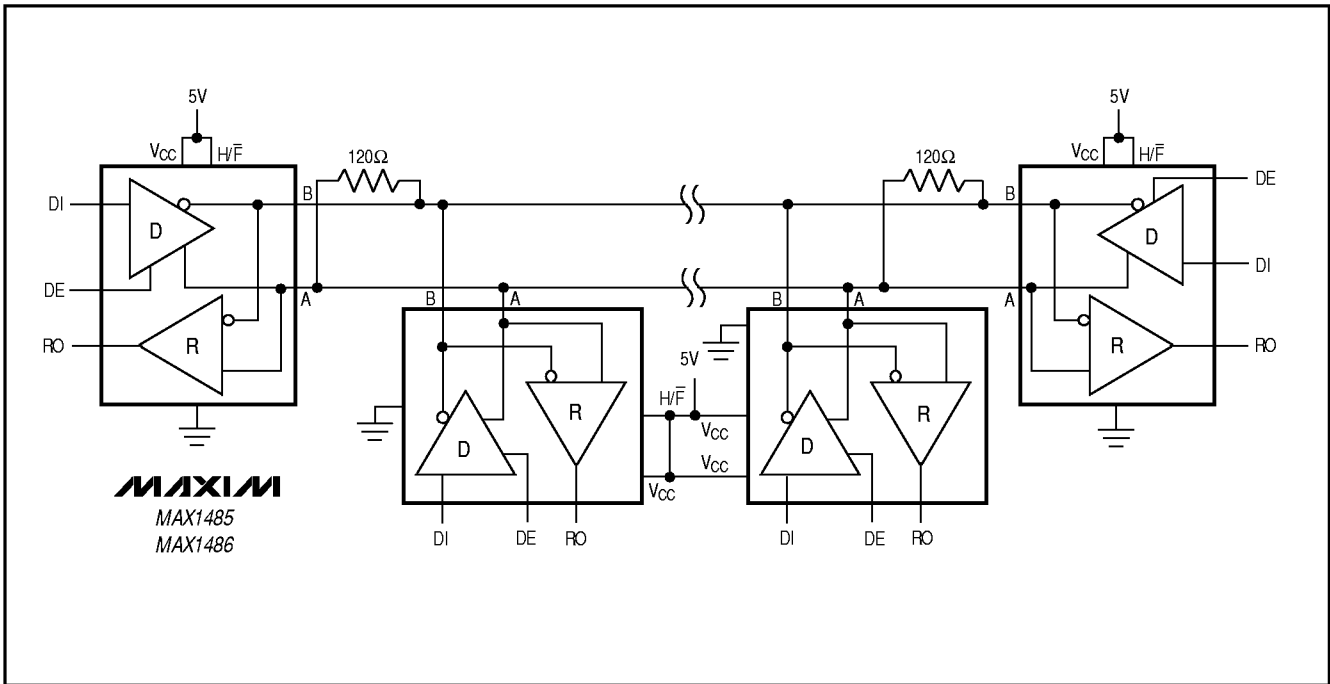 5V
5V
VCC
H/F̅
120Ω
120Ω
VCC
H/F̅
DI
D
B
B
D
DE
DE
A
B
A
B
A
A
DI
RO
R
5V
R
RO
H/F̅
D
R
VCC
D
R
VCC
VCC
MAXIM
MAX1485
MAX1486
DI
DE
RO
DI
DE
RO